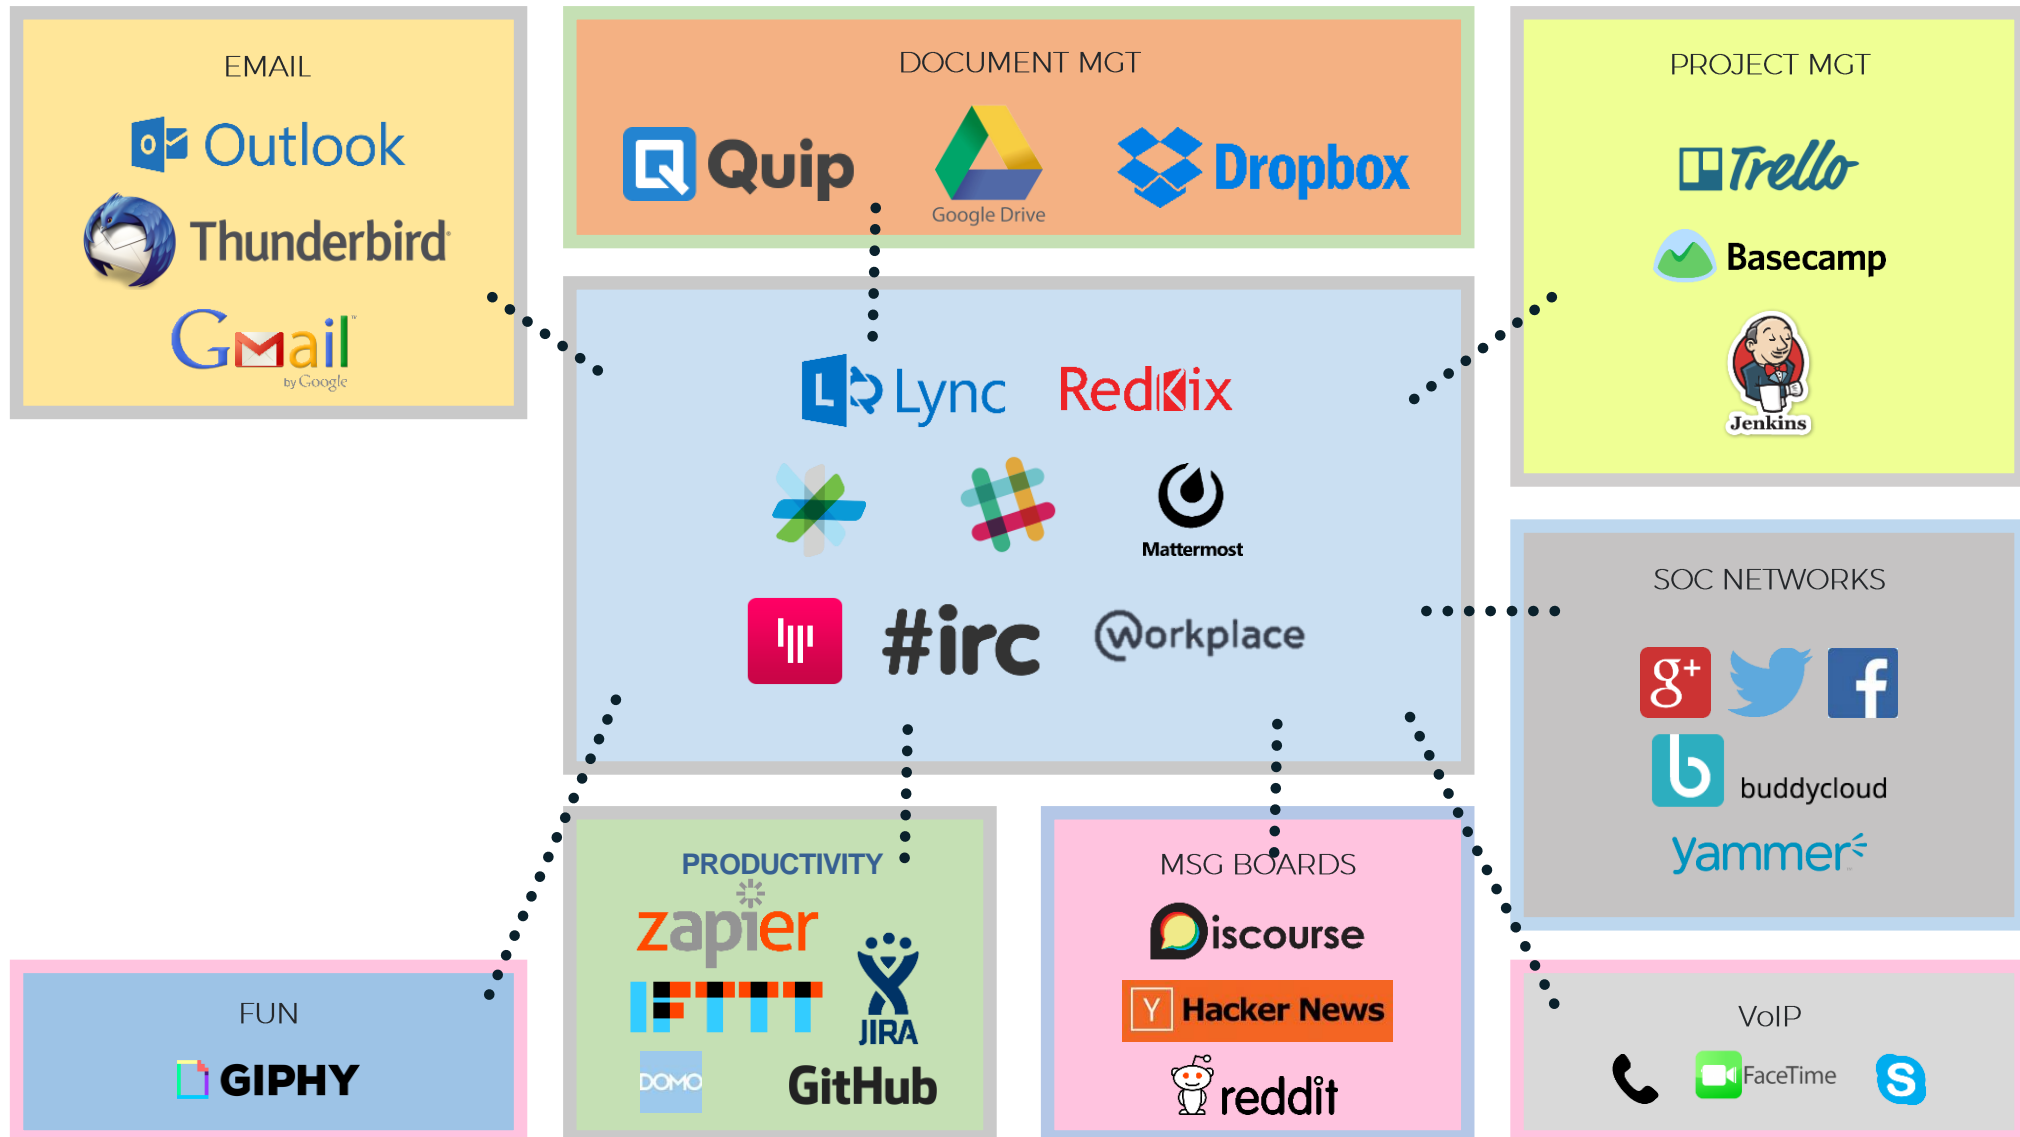 EMAIL
Outlook
Thunderbird
Gmail
by Google
DOCUMENT MGT
Quip
Google Drive
Dropbox
PROJECT MGT
Trello
Basecamp
Jenkins
Lync
RedKix
Mattermost
#irc
Workplace
SOC NETWORKS
g+
buddycloud
yammer
FUN
GIPHY
PRODUCTIVITY
zapier
IFTTT
JIRA
DOMO
GitHub
MSG BOARDS
Discourse
Y Hacker News
reddit
VoIP
FaceTime